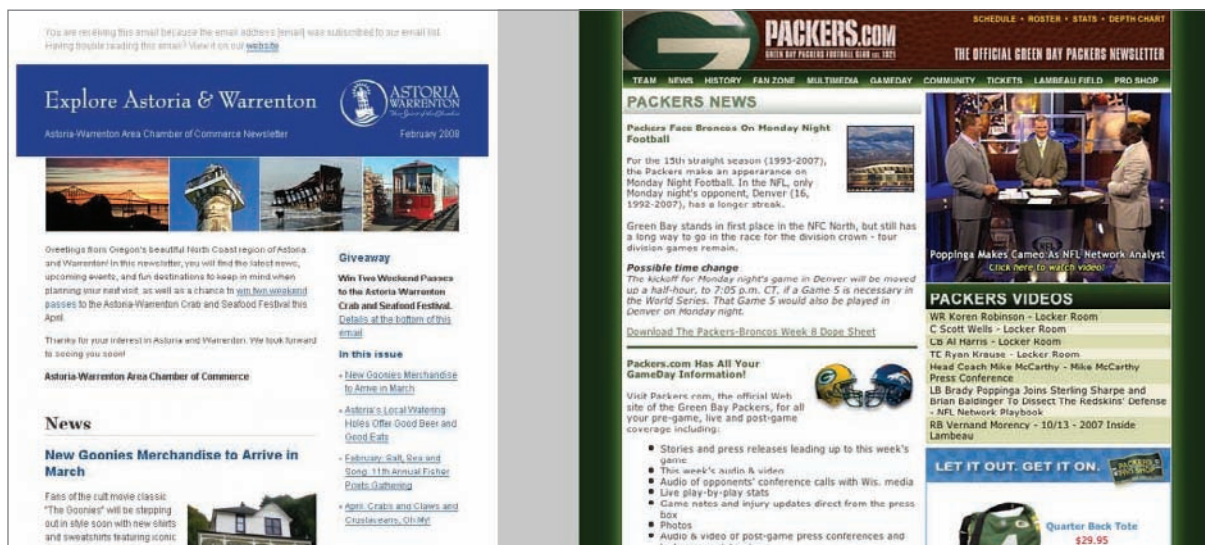 You are receiving this email because the email address [email] was subscribed to our email list.
Having trouble reading this email? View it on our website.
Explore Astoria & Warrenton
ASTORIA
WARRENTON
Astoria-Warrenton Area Chamber of Commerce Newsletter
February 2008
Greetings from Oregon's beautiful North Coast region of Astoria
and Warrenton! In this newsletter, you will find the latest news,
upcoming events, and fun destinations to keep in mind when
planning your next visit, as well as a chance to win two weekend
passes to the Astoria-Warrenton Crab and Seafood Festival this
April.
Thanks for your interest in Astoria and Warrenton. We look forward
to seeing you soon!
Astoria-Warrenton Area Chamber of Commerce
News
New Goonies Merchandise to Arrive in
March
Fans of the cult movie classic
"The Goonies" will be stepping
out in style soon with new shirts
and sweatshirts featuring iconic
Giveaway
Win Two Weekend Passes
to the Astoria-Warrenton
Crab and Seafood Festival.
Details at the bottom of this
email.
In this issue
New Goonies Merchandise
to Arrive in March
Astoria's Local Watering
Holes Offer Good Beer and
Good Eats
February: Salt, Sea and
Song: 11th Annual Fisher
Poets Gathering
April: Crabs and Claws and
Crustaceans, Oh My!
SCHEDULE • ROSTER • STATS • DEPTH CHART
PACKERS.COM
GREEN BAY PACKERS FOOTBALL CLUB EST. 1921
THE OFFICIAL GREEN BAY PACKERS NEWSLETTER
TEAM NEWS HISTORY FAN ZONE MULTIMEDIA GAMEDAY COMMUNITY TICKETS LAMBEAU FIELD PRO SHOP
PACKERS NEWS
Packers Face Broncos On Monday Night
Football
For the 15th straight season (1993-2007),
the Packers make an apperarance on
Monday Night Football. In the NFL, only
Monday night's opponent, Denver (16,
1992-2007), has a longer streak.
Green Bay stands in first place in the NFC North, but still has
a long way to go in the race for the division crown - four
division games remain.
Possible time change
The kickoff for Monday night's game in Denver will be moved
up a half-hour, to 7:05 p.m. CT, if a Game 5 is necessary in
the World Series. That Game 5 would also be played in
Denver on Monday night.
Download The Packers-Broncos Week 8 Dope Sheet
Packers.com Has All Your
GameDay Information!
Visit Packers.com, the official Web
site of the Green Bay Packers, for all
your pre-game, live and post-game
coverage including:
Stories and press releases leading up to this week's
game
This week's audio & video
Audio of opponents' conference calls with Wis. media
Live play-by-play stats
Game notes and injury updates direct from the press
box
Photos
Audio & video of post-game press conferences and
NFL
Poppinga Makes Cameo As NFL Network Analyst
Click here to watch video!
PACKERS VIDEOS
WR Koren Robinson - Locker Room
C Scott Wells - Locker Room
CB Al Harris - Locker Room
TE Ryan Krause - Locker Room
Head Coach Mike McCarthy - Mike McCarthy
Press Conference
LB Brady Poppinga Joins Sterling Sharpe and
Brian Baldinger To Dissect The Redskins' Defense
- NFL Network Playbook
RB Vernand Morency - 10/13 - 2007 Inside
Lambeau
LET IT OUT. GET IT ON.
PACKERS
PRO SHOP
Quarter Back Tote
$29.95